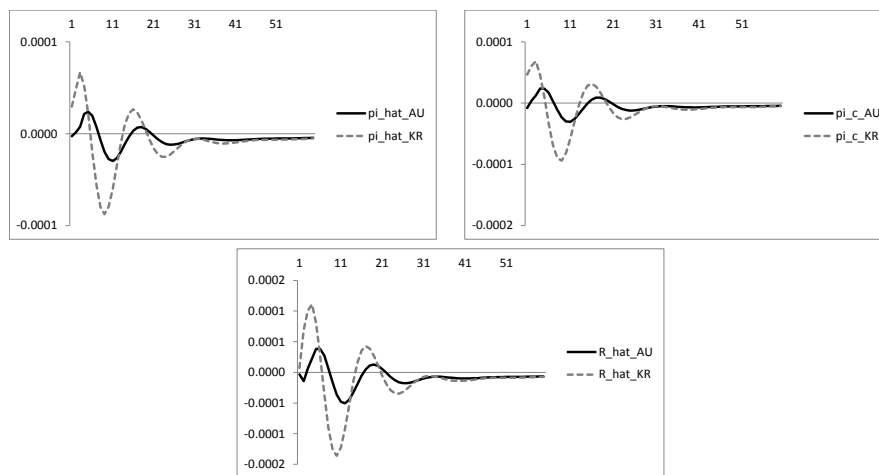 1 11 21 31 41 51
0.0001
0.0000
-0.0001
pi_hat_AU
pi_hat_KR
1 11 21 31 41 51
0.0001
0.0000
-0.0001
-0.0002
pi_c_AU
pi_c_KR
1 11 21 31 41 51
0.0002
0.0001
0.0001
0.0000
-0.0001
-0.0001
-0.0002
R_hat_AU
R_hat_KR